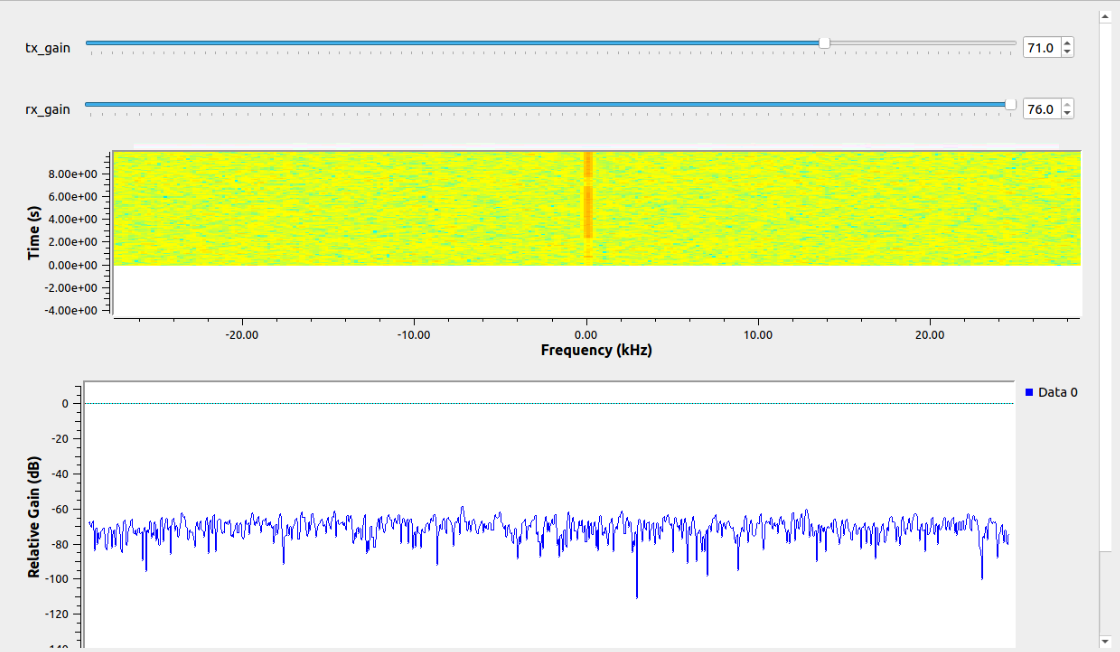 tx_gain 71.0
rx_gain 76.0
8.00e+00
6.00e+00
4.00e+00
2.00e+00
0.00e+00
-2.00e+00
-4.00e+00
Time (s)
-20.00 -10.00 0.00 10.00 20.00
Frequency (kHz)
Data 0
0
-20
-40
-60
-80
-100
-120
-140
Relative Gain (dB)